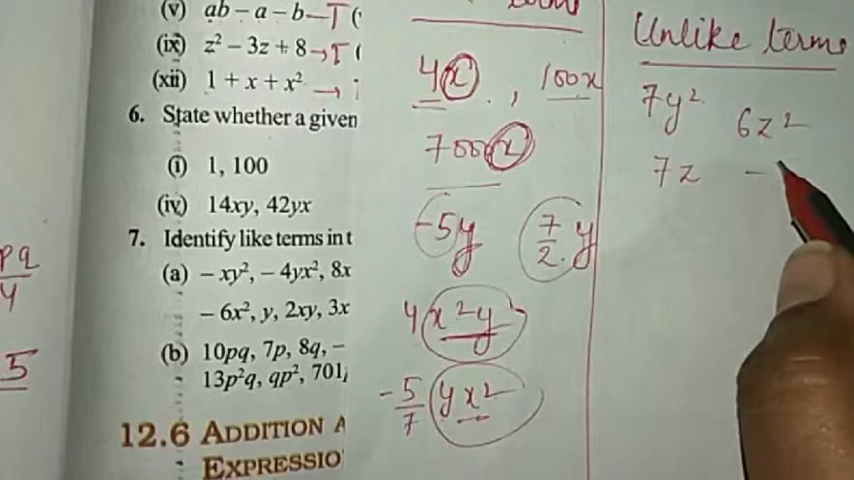 (v) ab − a − b → T (
(ix) z² − 3z + 8 → T (
(xii) 1 + x + x² →
6. State whether a given
(i) 1, 100
(iv) 14xy, 42yx
7. Identify like terms in t
(a) − xy², − 4yx², 8x
− 6x², y, 2xy, 3x
(b) 10pq, 7p, 8q, −
13p²q, qp², 701
12.6 ADDITION A
EXPRESSIO
pq
4
5
4x , 100x
700x
-5y 7/2 y
4x²y
-5/7 yx²
Unlike terms
7y² 6z²
7z -